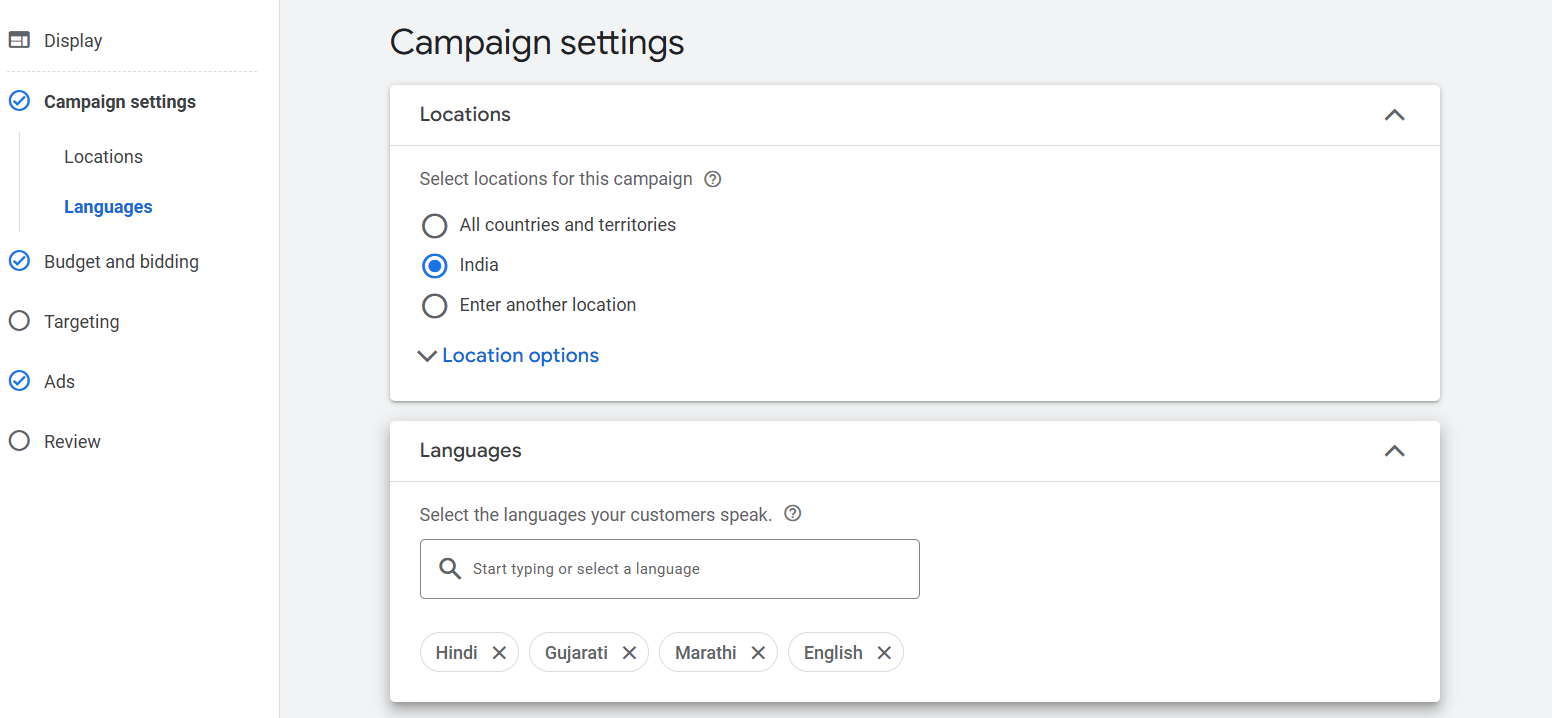 Display
Campaign settings
Locations
Languages
Budget and bidding
Targeting
Ads
Review
Campaign settings
Locations
Select locations for this campaign
All countries and territories
India
Enter another location
Location options
Languages
Select the languages your customers speak.
Start typing or select a language
Hindi Gujarati Marathi English